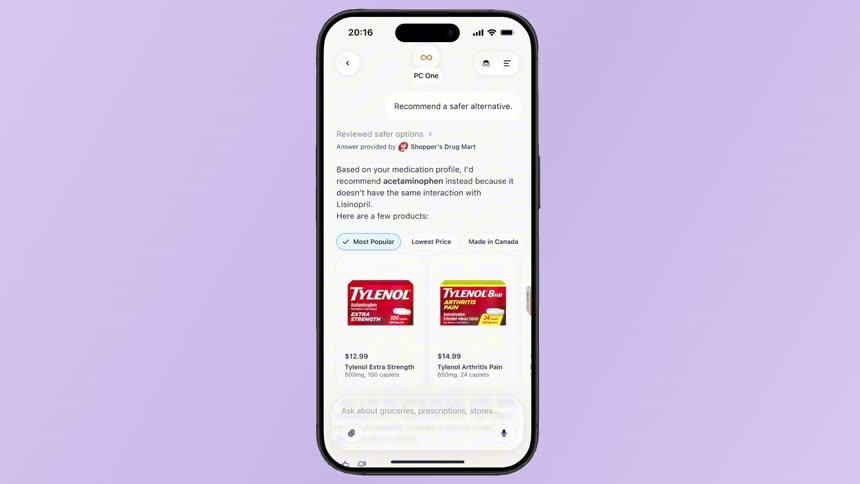 20:16
PC One
Recommend a safer alternative.
Reviewed safer options
Answer provided by Shopper's Drug Mart
Based on your medication profile, I'd
recommend acetaminophen instead because it
doesn't have the same interaction with
Lisinopril.
Here are a few products:
Most Popular
Lowest Price
Made in Canada
TYLENOL
Acetaminophen
EXTRA
STRENGTH
100
TYLENOL 8HR
ARTHRITIS
PAIN
24
$12.99
Tylenol Extra Strength
500mg, 100 caplets
$14.99
Tylenol Arthritis Pain
650mg, 24 caplets
Ask about groceries, prescriptions, stores...